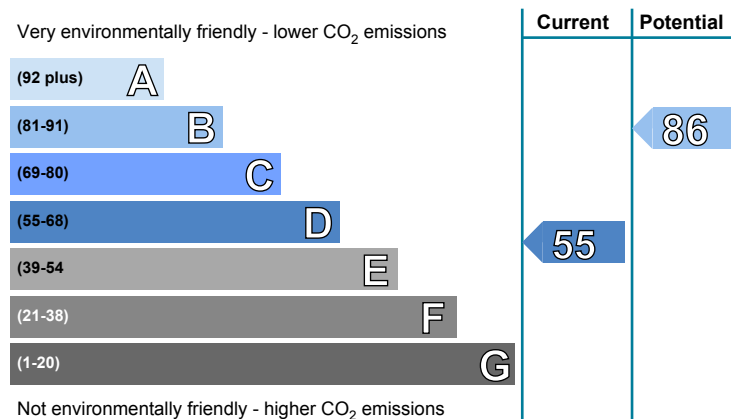 Very environmentally friendly - lower CO₂ emissions
Current
Potential
(92 plus) A
(81-91) B
86
(69-80) C
(55-68) D
55
(39-54 E
(21-38) F
(1-20) G
Not environmentally friendly - higher CO₂ emissions